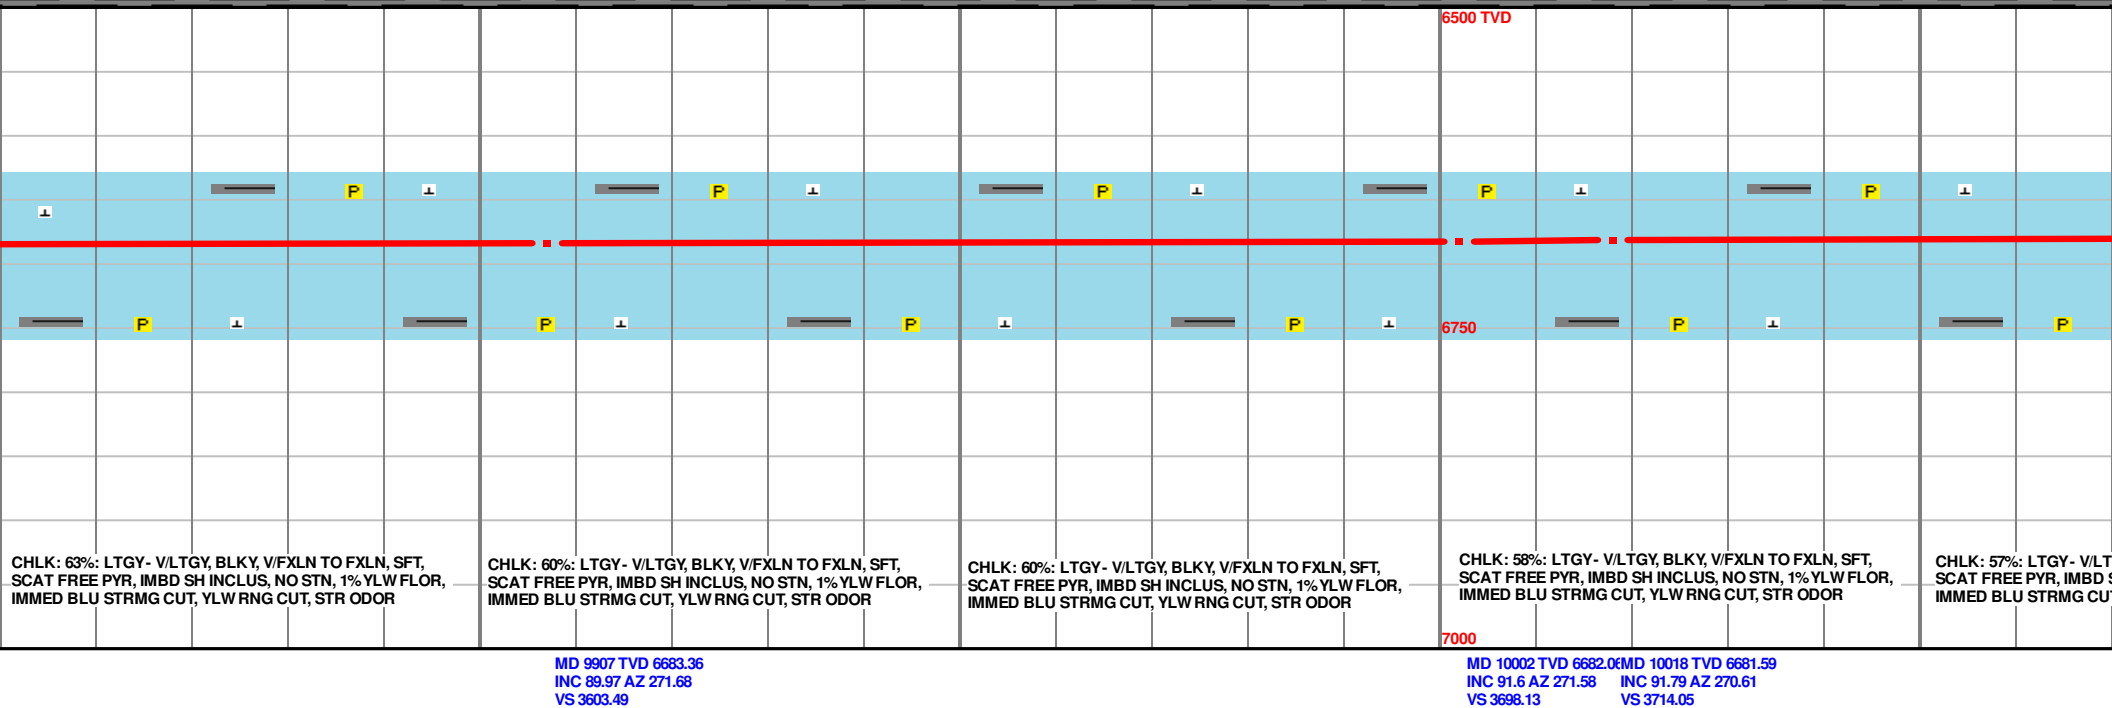 6500 TVD
P
P
P
P
P
P
P
P
P
P
P
6750
CHLK: 63%: LTGY- V/LTGY, BLKY, V/FXLN TO FXLN, SFT,
SCAT FREE PYR, IMBD SH INCLUS, NO STN, 1% YLW FLOR,
IMMED BLU STRMG CUT, YLW RNG CUT, STR ODOR
CHLK: 60%: LTGY- V/LTGY, BLKY, V/FXLN TO FXLN, SFT,
SCAT FREE PYR, IMBD SH INCLUS, NO STN, 1% YLW FLOR,
IMMED BLU STRMG CUT, YLW RNG CUT, STR ODOR
CHLK: 60%: LTGY- V/LTGY, BLKY, V/FXLN TO FXLN, SFT,
SCAT FREE PYR, IMBD SH INCLUS, NO STN, 1% YLW FLOR,
IMMED BLU STRMG CUT, YLW RNG CUT, STR ODOR
CHLK: 58%: LTGY- V/LTGY, BLKY, V/FXLN TO FXLN, SFT,
SCAT FREE PYR, IMBD SH INCLUS, NO STN, 1% YLW FLOR,
IMMED BLU STRMG CUT, YLW RNG CUT, STR ODOR
CHLK: 57%: LTGY- V/LT
SCAT FREE PYR, IMBD S
IMMED BLU STRMG CUT
7000
MD 9907 TVD 6683.36
INC 89.97 AZ 271.68
VS 3603.49
MD 10002 TVD 6682.06
INC 91.6 AZ 271.58
VS 3698.13
MD 10018 TVD 6681.59
INC 91.79 AZ 270.61
VS 3714.05